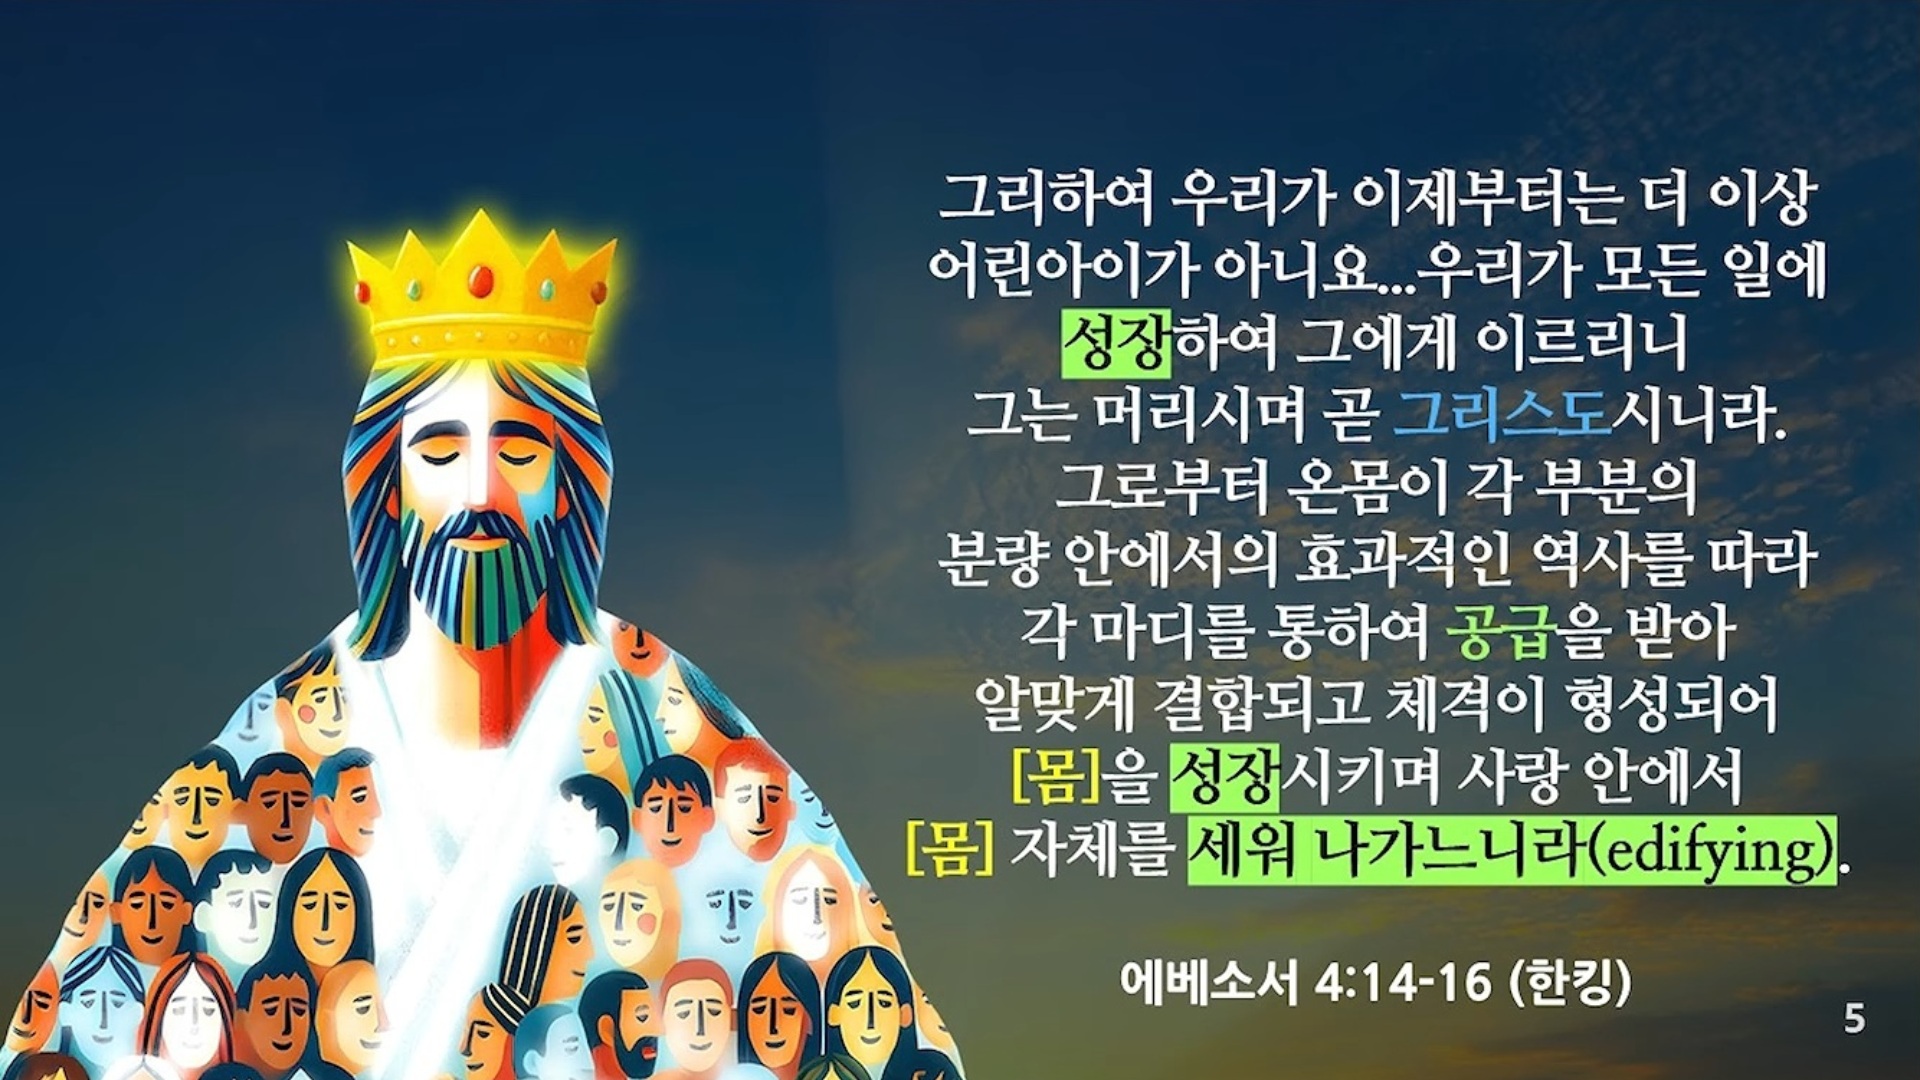 그리하여 우리가 이제부터는 더 이상
어린아이가 아니요...우리가 모든 일에
성장하여 그에게 이르리니
그는 머리시며 곧 그리스도시니라.
그로부터 온몸이 각 부분의
분량 안에서의 효과적인 역사를 따라
각 마디를 통하여 공급을 받아
알맞게 결합되고 체격이 형성되어
[몸]을 성장시키며 사랑 안에서
[몸] 자체를 세워 나가느니라(edifying).
에베소서 4:14-16 (한킹)
5